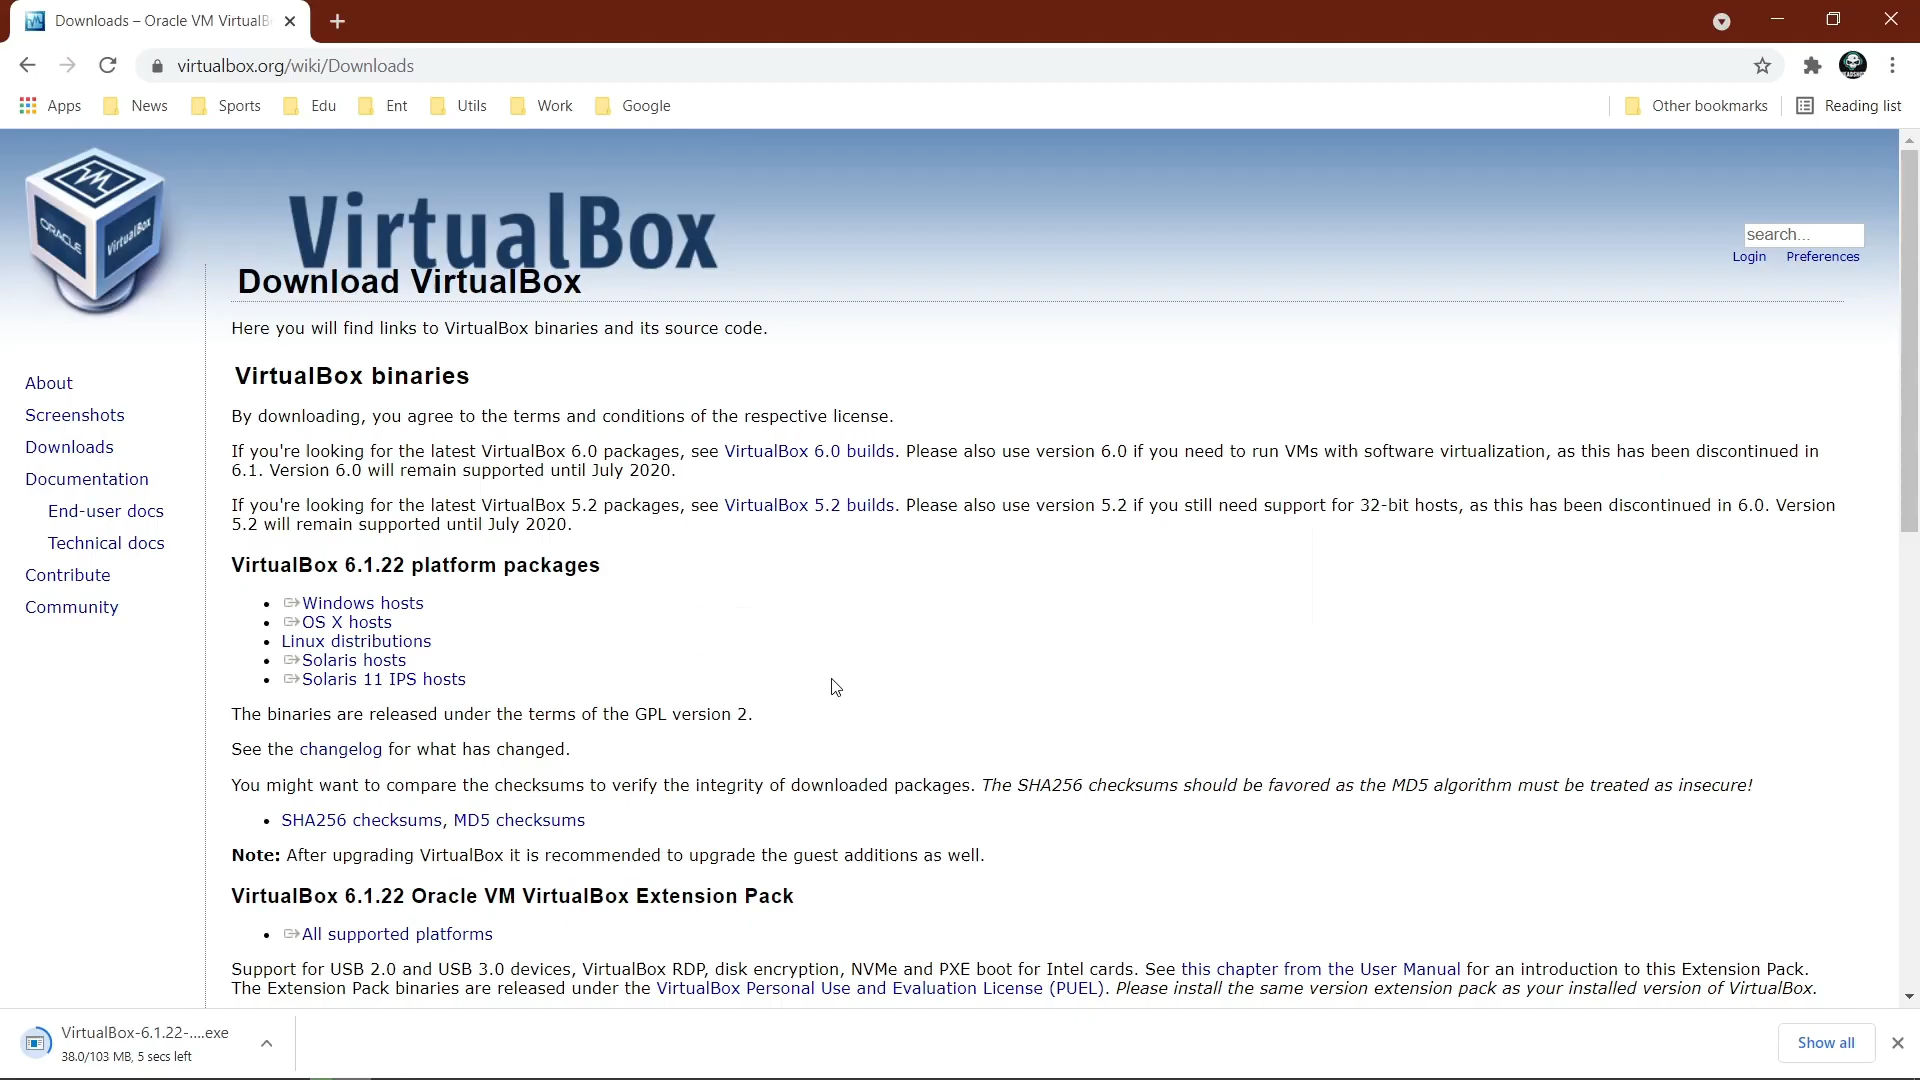 Downloads – Oracle VM VirtualB
virtualbox.org/wiki/Downloads
Apps
News
Sports
Edu
Ent
Utils
Work
Google
Other bookmarks
Reading list
ORACLE
VirtualBox
VirtualBox
search...
Login
Preferences
Download VirtualBox
Here you will find links to VirtualBox binaries and its source code.
About
Screenshots
Downloads
Documentation
End-user docs
Technical docs
Contribute
Community
VirtualBox binaries
By downloading, you agree to the terms and conditions of the respective license.
If you're looking for the latest VirtualBox 6.0 packages, see VirtualBox 6.0 builds. Please also use version 6.0 if you need to run VMs with software virtualization, as this has been discontinued in
6.1. Version 6.0 will remain supported until July 2020.
If you're looking for the latest VirtualBox 5.2 packages, see VirtualBox 5.2 builds. Please also use version 5.2 if you still need support for 32-bit hosts, as this has been discontinued in 6.0. Version
5.2 will remain supported until July 2020.
VirtualBox 6.1.22 platform packages
Windows hosts
OS X hosts
Linux distributions
Solaris hosts
Solaris 11 IPS hosts
The binaries are released under the terms of the GPL version 2.
See the changelog for what has changed.
You might want to compare the checksums to verify the integrity of downloaded packages. The SHA256 checksums should be favored as the MD5 algorithm must be treated as insecure!
SHA256 checksums, MD5 checksums
Note: After upgrading VirtualBox it is recommended to upgrade the guest additions as well.
VirtualBox 6.1.22 Oracle VM VirtualBox Extension Pack
All supported platforms
Support for USB 2.0 and USB 3.0 devices, VirtualBox RDP, disk encryption, NVMe and PXE boot for Intel cards. See this chapter from the User Manual for an introduction to this Extension Pack.
The Extension Pack binaries are released under the VirtualBox Personal Use and Evaluation License (PUEL). Please install the same version extension pack as your installed version of VirtualBox.
VirtualBox-6.1.22-....exe
38.0/103 MB, 5 secs left
Show all